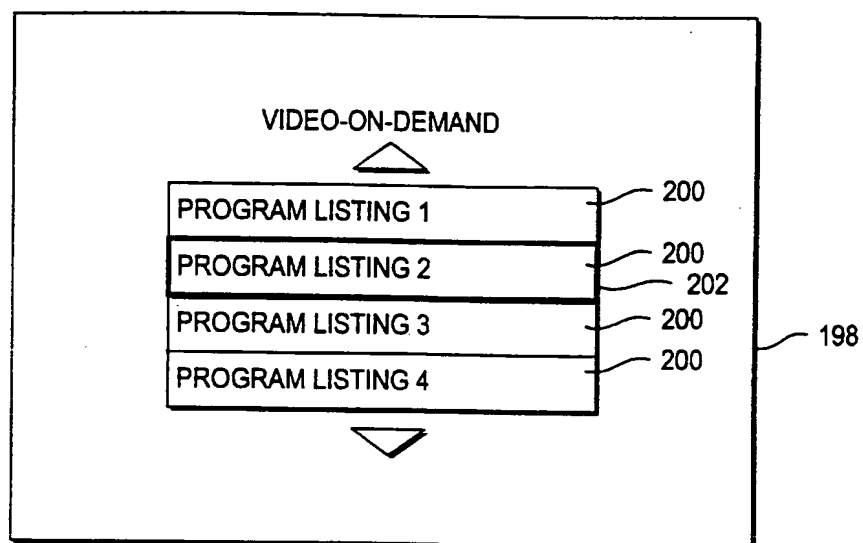 VIDEO-ON-DEMAND
PROGRAM LISTING 1
200
PROGRAM LISTING 2
200
202
PROGRAM LISTING 3
200
198
PROGRAM LISTING 4
200